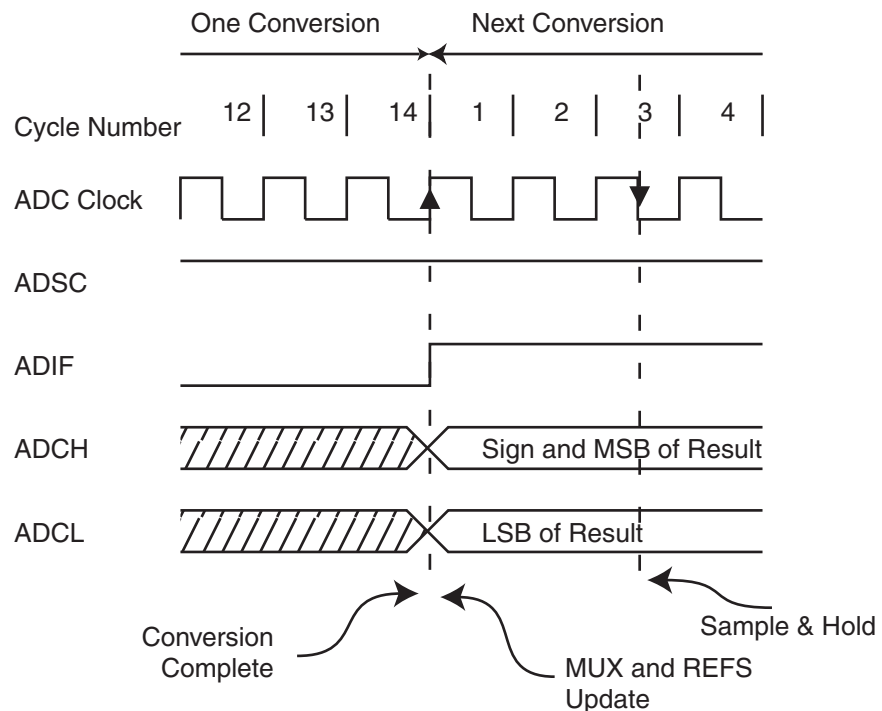 One Conversion Next Conversion
Cycle Number 12 13 14 1 2 3 4
ADC Clock
ADSC
ADIF
ADCH Sign and MSB of Result
ADCL LSB of Result
Conversion
Complete
MUX and REFS
Update
Sample & Hold